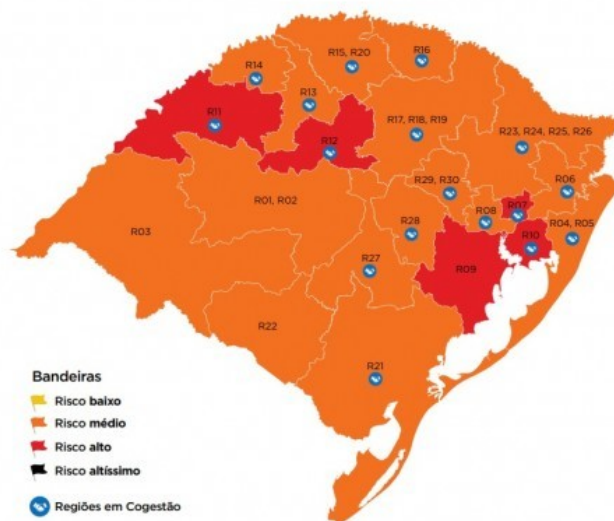 R16
R15, R20
R14
R13
R11
R17, R18, R19
R12
R23, R24, R25, R26
R29, R30
R06
R01, R02
R07
R08
R04, R05
R03
R28
R10
R27
R09
R22
R21
Bandeiras
Risco baixo
Risco médio
Risco alto
Risco altíssimo
Regiões em Cogestão